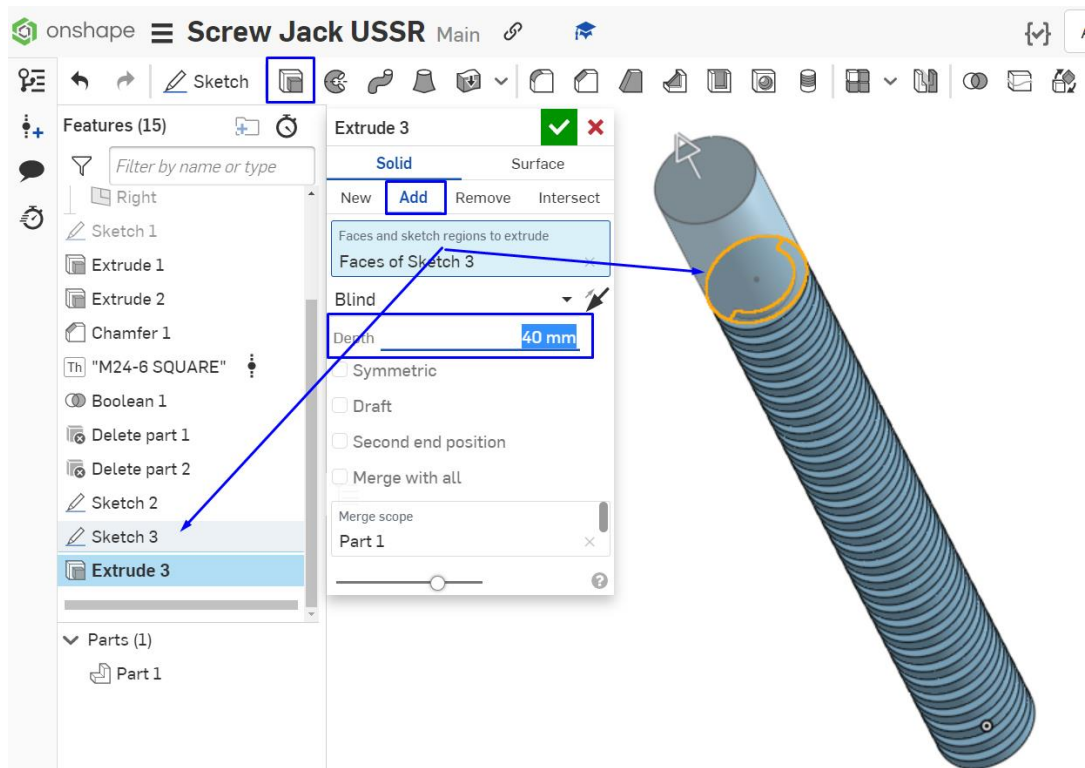 onshape Screw Jack USSR Main
Sketch
Features (15)
Filter by name or type
Right
Sketch 1
Extrude 1
Extrude 2
Chamfer 1
Th "M24-6 SQUARE"
Boolean 1
Delete part 1
Delete part 2
Sketch 2
Sketch 3
Extrude 3
Parts (1)
Part 1
Extrude 3
Solid Surface
New Add Remove Intersect
Faces and sketch regions to extrude
Faces of Sketch 3
Blind
Depth 40 mm
Symmetric
Draft
Second end position
Merge with all
Merge scope
Part 1